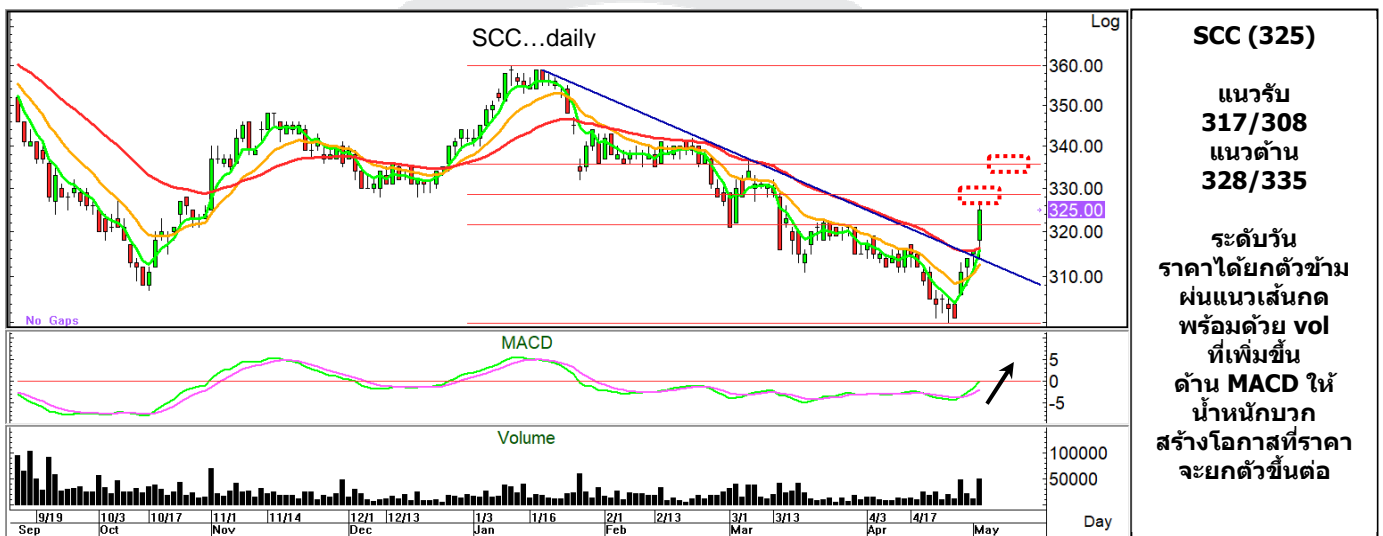 SCC...daily
Log
360.00
350.00
340.00
330.00
325.00
320.00
310.00
No Gaps
MACD
5
0
-5
Volume
100000
50000
9/19 10/3 10/17 11/1 11/14 12/1 12/13 1/3 1/16 2/1 2/13 3/1 3/13 4/3 4/17
Sep Oct Nov Dec Jan Feb Mar Apr May
Day
SCC (325)
แนวรับ
317/308
แนวต้าน
328/335
ระดับวัน
ราคาได้ยกตัวข้าม
ผ่นแนวเส้นกด
พร้อมด้วย vol
ที่เพิ่มขึ้น
ด้าน MACD ให้
น้ำหนักบวก
สร้างโอกาสที่ราคา
จะยกตัวขึ้นต่อ